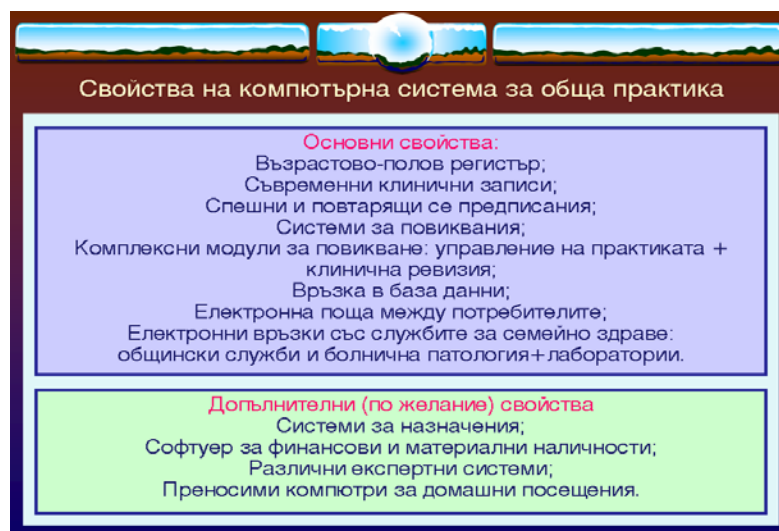 Свойства на компютърна система за обща практика
Основни свойства:
Възрастово-полов регистър;
Съвременни клинични записи;
Спешни и повтарящи се предписания;
Системи за повиквания;
Комплексни модули за повикване: управление на практиката +
клинична ревизия;
Връзка в база данни;
Електронна поща между потребителите;
Електронни връзки със службите за семейно здраве:
общински служби и болнична патология+лаборатории.
Допълнителни (по желание) свойства
Системи за назначения;
Софтуер за финансови и материални наличности;
Различни експертни системи;
Преносими компютри за домашни посещения.